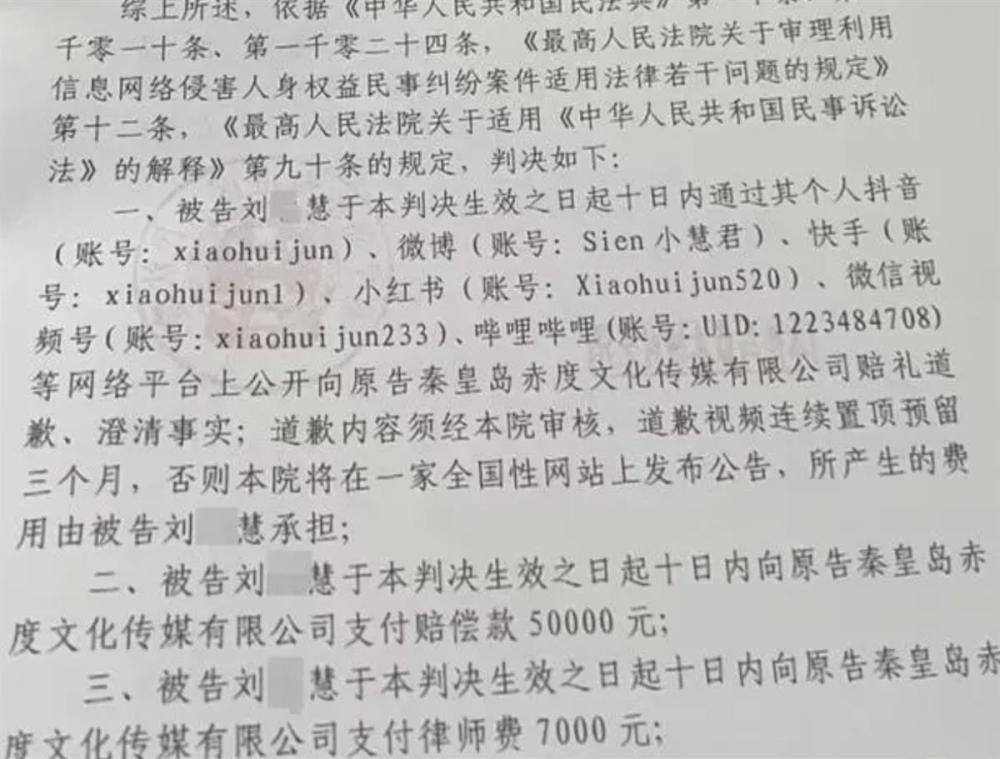 综上所述，依据《中华人民共和国民法典》第一千
千零一十条、第一千零二十四条，《最高人民法院关于审理利用
信息网络侵害人身权益民事纠纷案件适用法律若干问题的规定》
第十二条，《最高人民法院关于适用《中华人民共和国民事诉讼
法》的解释》第九十条的规定，判决如下：
一、被告刘 慧于本判决生效之日起十日内通过其个人抖音
（账号：xiaohuijun）、微博（账号：Sien小慧君）、快手（账
号：xiaohuijun1）、小红书（账号：Xiaohuijun520）、微信视
频号(账号:xiaohuijun233)、哔哩哔哩(账号:UID:1223484708)
等网络平台上公开向原告秦皇岛赤度文化传媒有限公司赔礼道
歉、澄清事实；道歉内容须经本院审核，道歉视频连续置顶预留
三个月，否则本院将在一家全国性网站上发布公告，所产生的费
用由被告刘 慧承担；
二、被告刘 慧于本判决生效之日起十日内向原告秦皇岛赤
度文化传媒有限公司支付赔偿款50000元；
三、被告刘 慧于本判决生效之日起十日内向原告秦皇岛赤
度文化传媒有限公司支付律师费7000元；